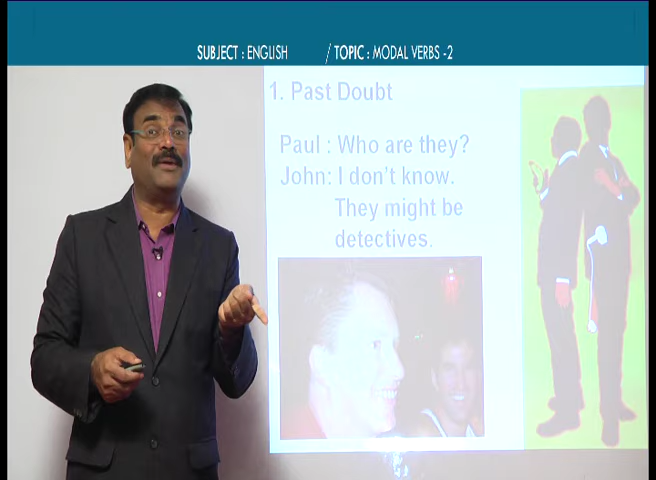 SUBJECT : ENGLISH / TOPIC : MODAL VERBS -2
1. Past Doubt
Paul : Who are they?
John: I don't know.
They might be
detectives.